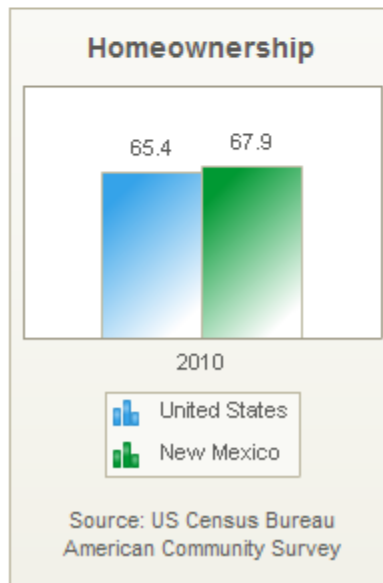 Homeownership
65.4
67.9
2010
United States
New Mexico
Source: US Census Bureau
American Community Survey